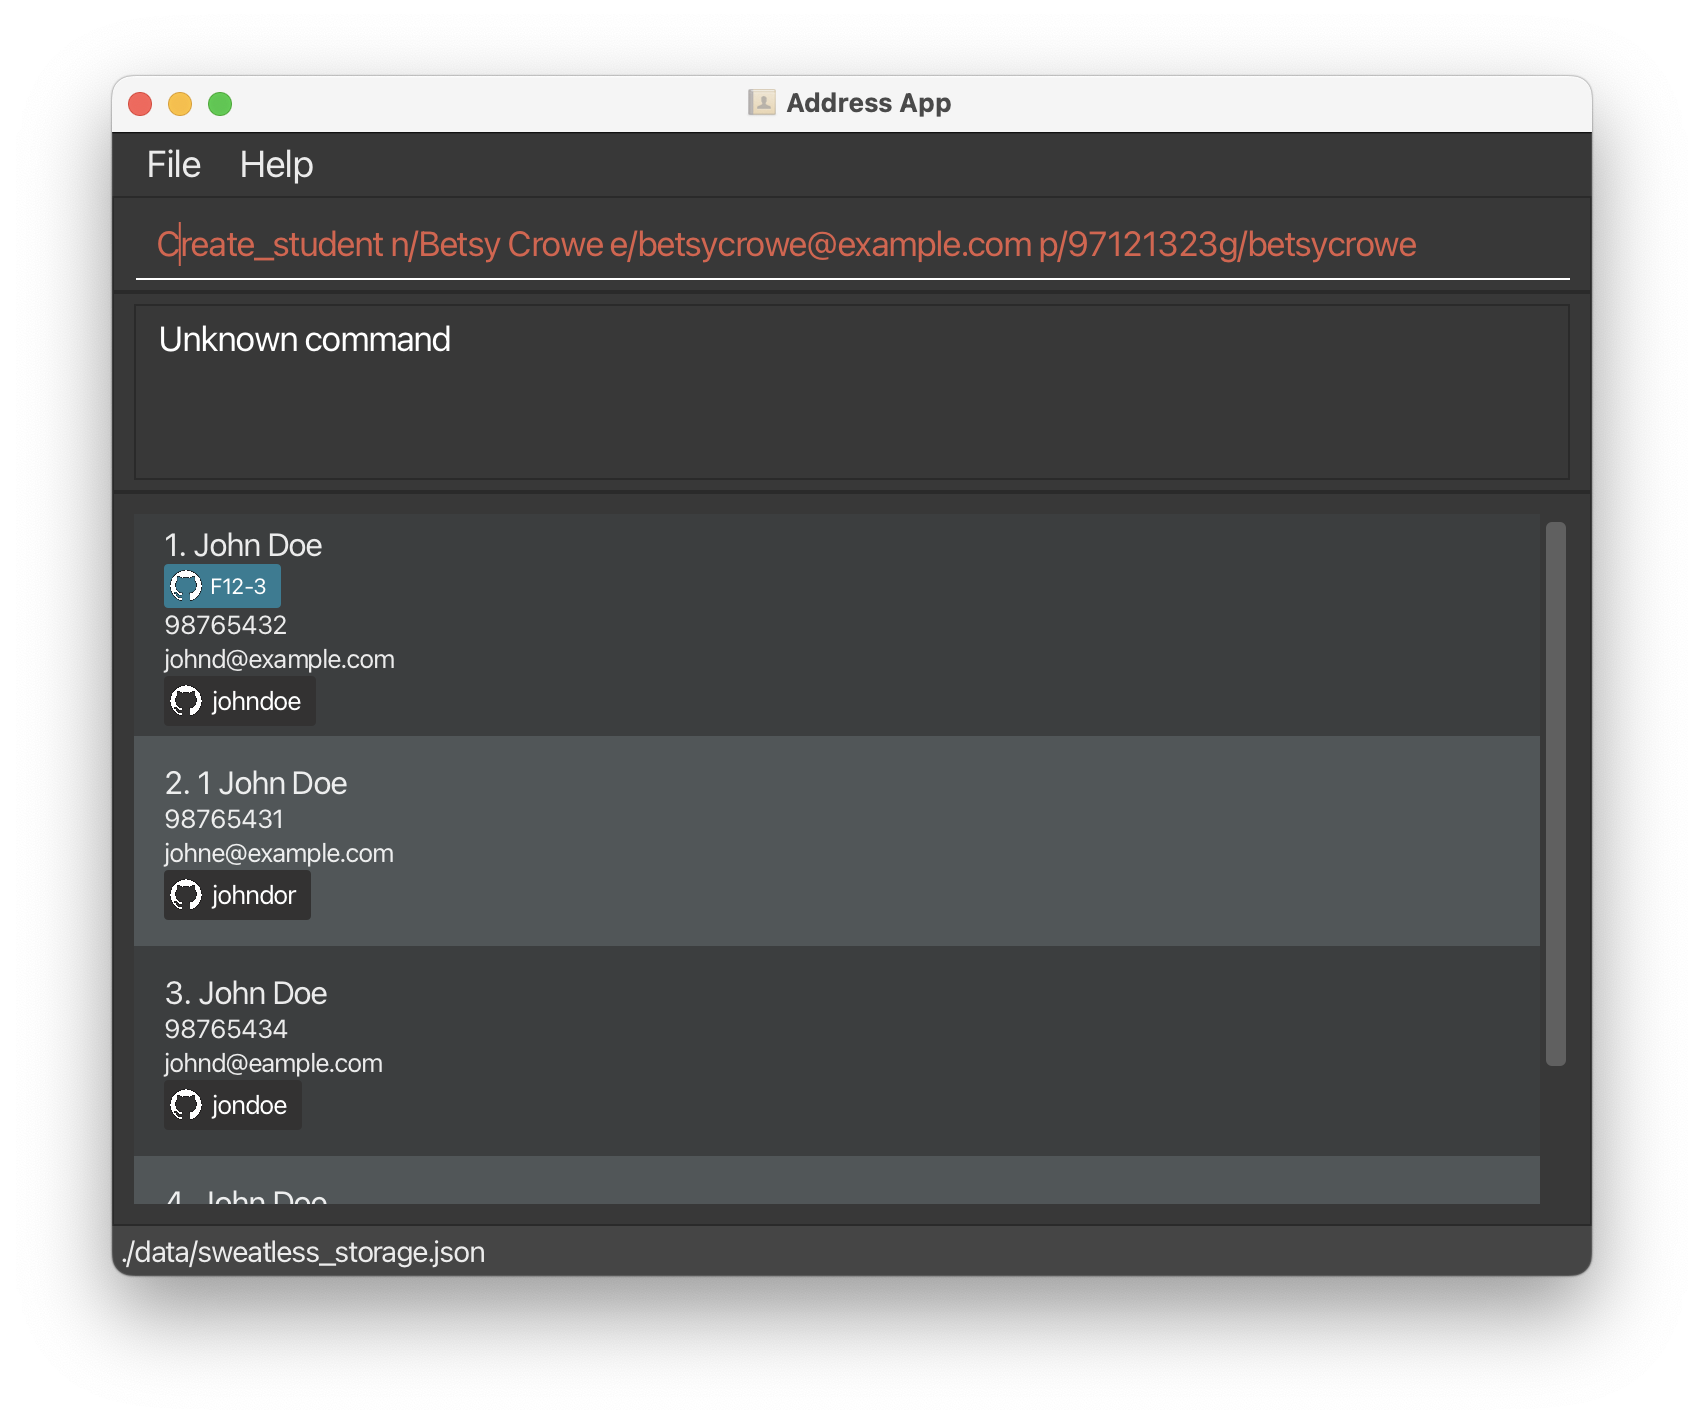 Address App
File Help
Create_student n/Betsy Crowe e/betsycrowe@example.com p/97121323g/betsycrowe
Unknown command
1. John Doe
F12-3
98765432
johnd@example.com
johndoe
2. 1 John Doe
98765431
johne@example.com
johndor
3. John Doe
98765434
johnd@eample.com
jondoe
4. John Doe
./data/sweatless_storage.json